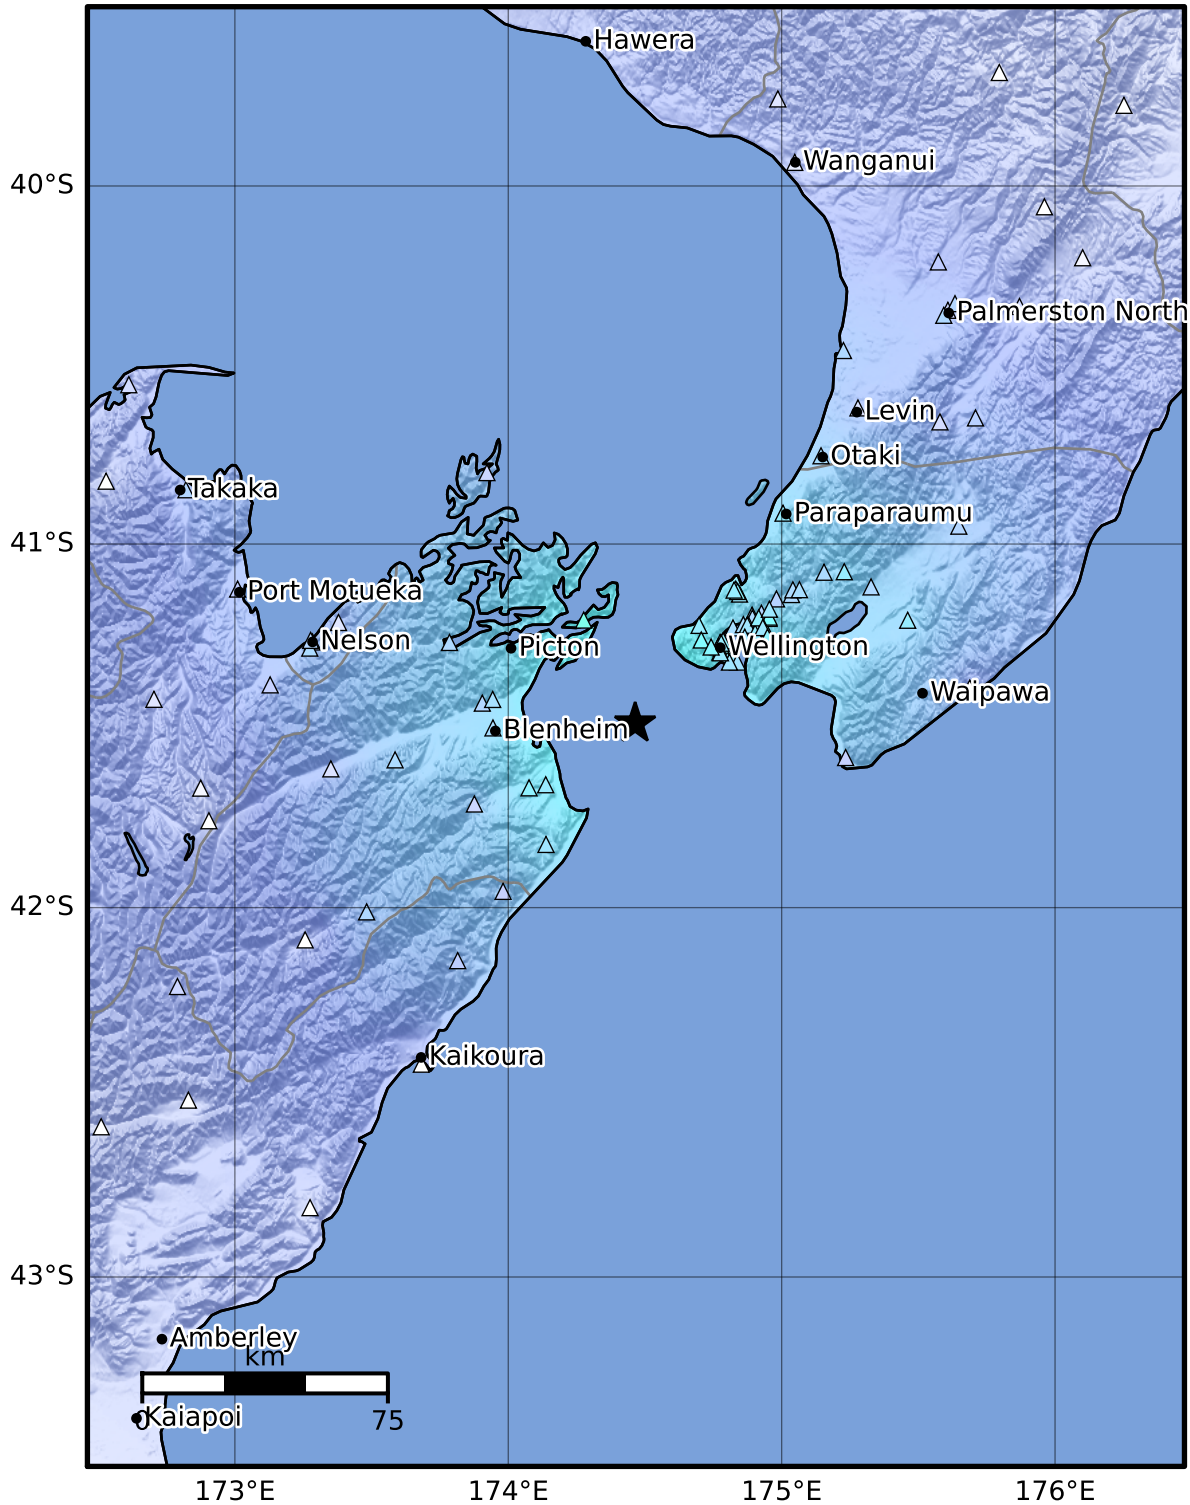 Hawera
Wanganui
40°S
Palmerston North
Levin
Otaki
Takaka
Paraparaumu
41°S
Port Motueka
Nelson
Picton
Wellington
Waipawa
Blenheim
42°S
Kaikoura
43°S
Amberley
km
0
75
Kaiapoi
173°E
174°E
175°E
176°E